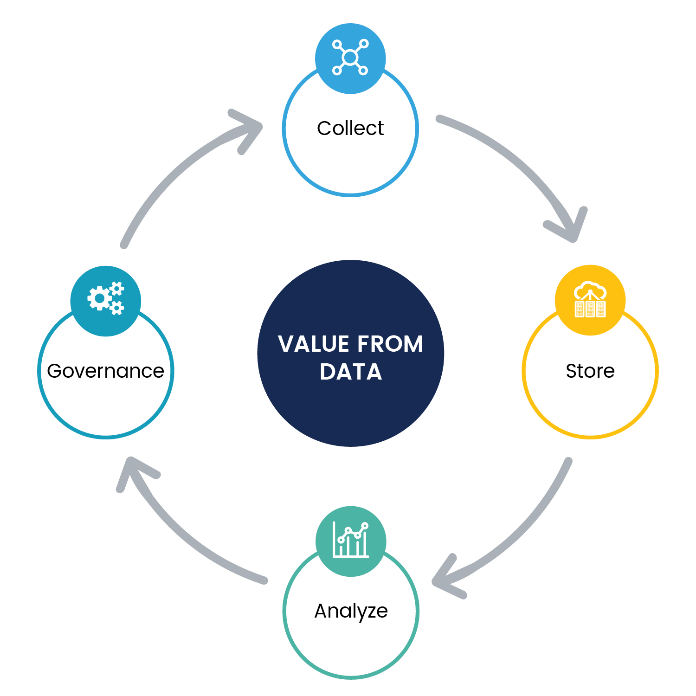 Collect
Governance
VALUE FROM
DATA
Store
Analyze